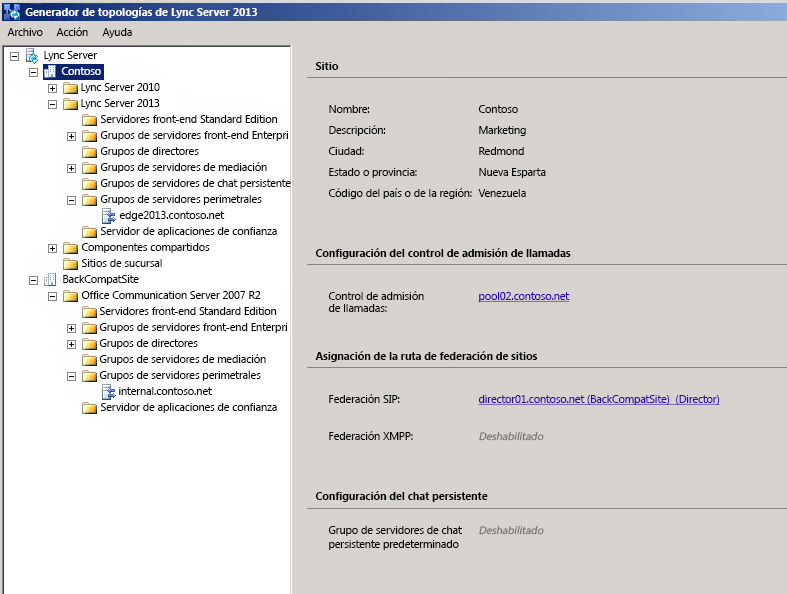 Generador de topologías de Lync Server 2013
Archivo Acción Ayuda
Lync Server
Contoso
Lync Server 2010
Lync Server 2013
Servidores front-end Standard Edition
Grupos de servidores front-end Enterpri
Grupos de directores
Grupos de servidores de mediación
Grupos de servidores de chat persistente
Grupos de servidores perimetrales
edge2013.contoso.net
Servidor de aplicaciones de confianza
Componentes compartidos
Sitios de sucursal
BackCompatSite
Office Communication Server 2007 R2
Servidores front-end Standard Edition
Grupos de servidores front-end Enterpri
Grupos de directores
Grupos de servidores de mediación
Grupos de servidores perimetrales
internal.contoso.net
Servidor de aplicaciones de confianza
Sitio
Nombre: Contoso
Descripción: Marketing
Ciudad: Redmond
Estado o provincia: Nueva Esparta
Código del país o de la región: Venezuela
Configuración del control de admisión de llamadas
Control de admisión pool02.contoso.net
de llamadas:
Asignación de la ruta de federación de sitios
Federación SIP: director01.contoso.net (BackCompatSite) (Director)
Federación XMPP: Deshabilitado
Configuración del chat persistente
Grupo de servidores de chat Deshabilitado
persistente predeterminado